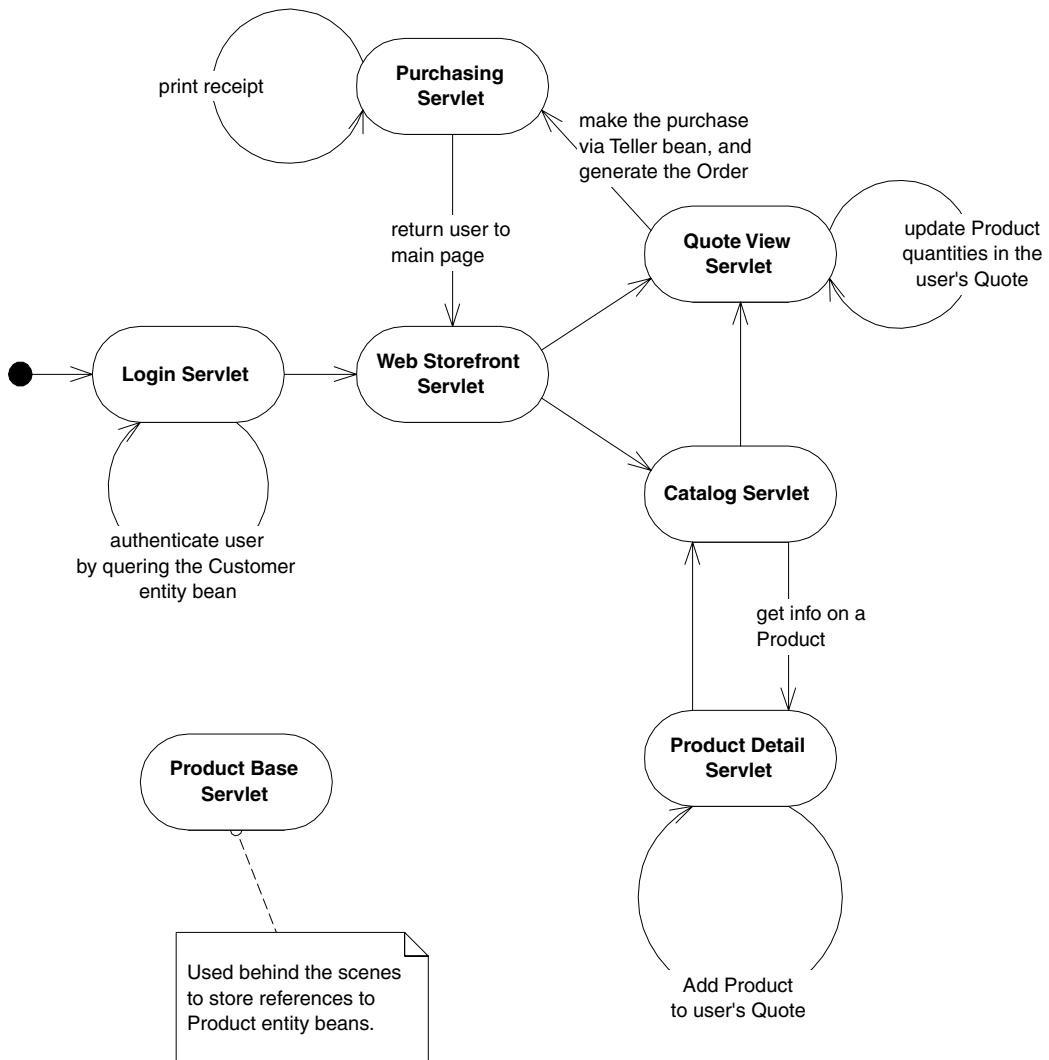 print receipt
Purchasing
Servlet
make the purchase
via Teller bean, and
generate the Order
return user to
main page
Quote View
Servlet
update Product
quantities in the
user's Quote
Login Servlet
Web Storefront
Servlet
authenticate user
by quering the Customer
entity bean
Catalog Servlet
get info on a
Product
Product Detail
Servlet
Product Base
Servlet
Used behind the scenes
to store references to
Product entity beans.
Add Product
to user's Quote